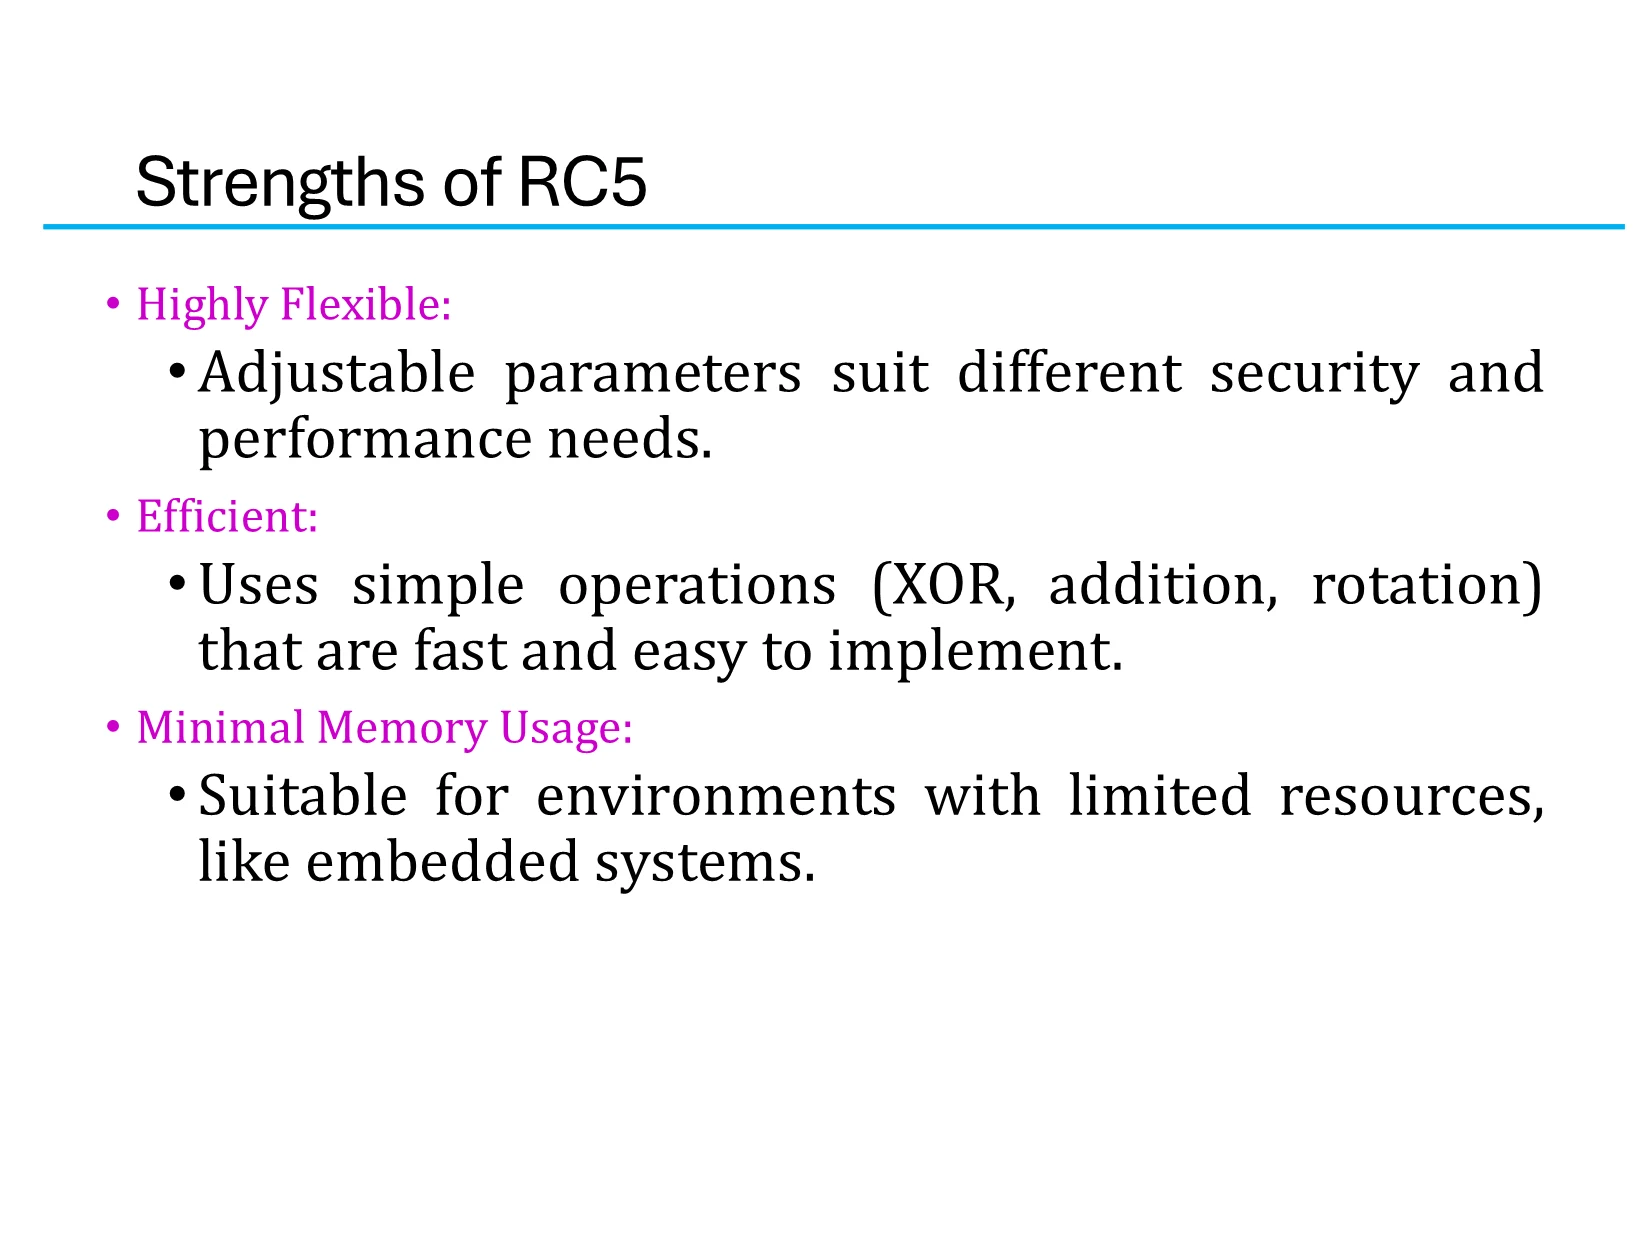 Strengths of RC5
• Highly Flexible:
• Adjustable parameters suit different security and
performance needs.
• Efficient:
• Uses simple operations (XOR, addition, rotation)
that are fast and easy to implement.
• Minimal Memory Usage:
• Suitable for environments with limited resources,
like embedded systems.